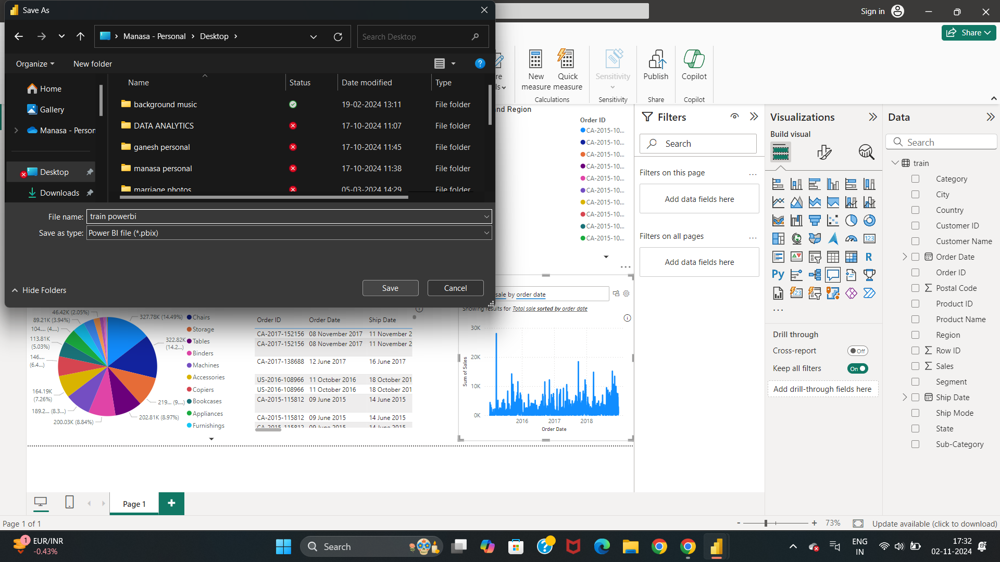 Save As
Sign in
Manasa - Personal
Desktop
Search Desktop
Share
Organize
New folder
Name
Status
Date modified
Type
Home
Gallery
Manasa - Person
Desktop
Downloads
background music
19-02-2024 13:11
File folder
DATA ANALYTICS
17-10-2024 11:07
File folder
ganesh personal
17-10-2024 11:45
File folder
manasa personal
17-10-2024 11:38
File folder
marriage photos
05-03-2024 14:29
File folder
File name: train powerbi
Save as type: Power BI file (*.pbix)
Hide Folders
Save
Cancel
New
measure
Quick
measure
Sensitivity
Publish
Copilot
Calculations
Sensitivity
Share
Copilot
nd Region
Order ID
CA-2015-10...
CA-2015-10...
CA-2015-10...
CA-2015-10...
CA-2015-10...
CA-2015-10...
CA-2015-10...
CA-2015-10...
CA-2015-10...
CA-2015-10...
Filters
Search
Filters on this page
...
Add data fields here
Filters on all pages
...
Add data fields here
Visualizations
Build visual
R
Py
123
...
Drill through
Cross-report
Off
Keep all filters
On
Add drill-through fields here
Data
Search
train
Category
City
Country
Customer ID
Customer Name
Order Date
Order ID
Σ Postal Code
Product ID
Product Name
Region
Σ Row ID
Σ Sales
Segment
Ship Date
Ship Mode
State
Sub-Category
46.42K (2.05%)
89.21K (3.94%)
104.... (4....)
113.81K
(5.03%)
146....
(6.4...)
164.19K
(7.26%)
189.2... (8.3...)
200.03K (8.84%)
202.81K (8.97%)
219... (9....)
322.82K
(14.2...)
327.78K (14.49%)
Chairs
Storage
Tables
Binders
Machines
Accessories
Copiers
Bookcases
Appliances
Furnishings
Order ID
Order Date
Ship Date
CA-2017-152156 08 November 2017 11 November 2
CA-2017-152156 08 November 2017 11 November 2
CA-2017-138688 12 June 2017 16 June 2017
US-2016-108966 11 October 2016 18 October 201
US-2016-108966 11 October 2016 18 October 201
CA-2015-115812 09 June 2015 14 June 2015
CA-2015-115812 09 June 2015 14 June 2015
CA-2015-115812 09 June 2015 14 June 2015
sale by order date
Showing results for Total sale sorted by order date
30K
20K
10K
0K
Sum of Sales
2016
2017
2018
Order Date
Page 1
Page 1 of 1
- + 73%
Update available (click to download)
1
EUR/INR
-0.43%
Search
ENG
IN
17:32
02-11-2024